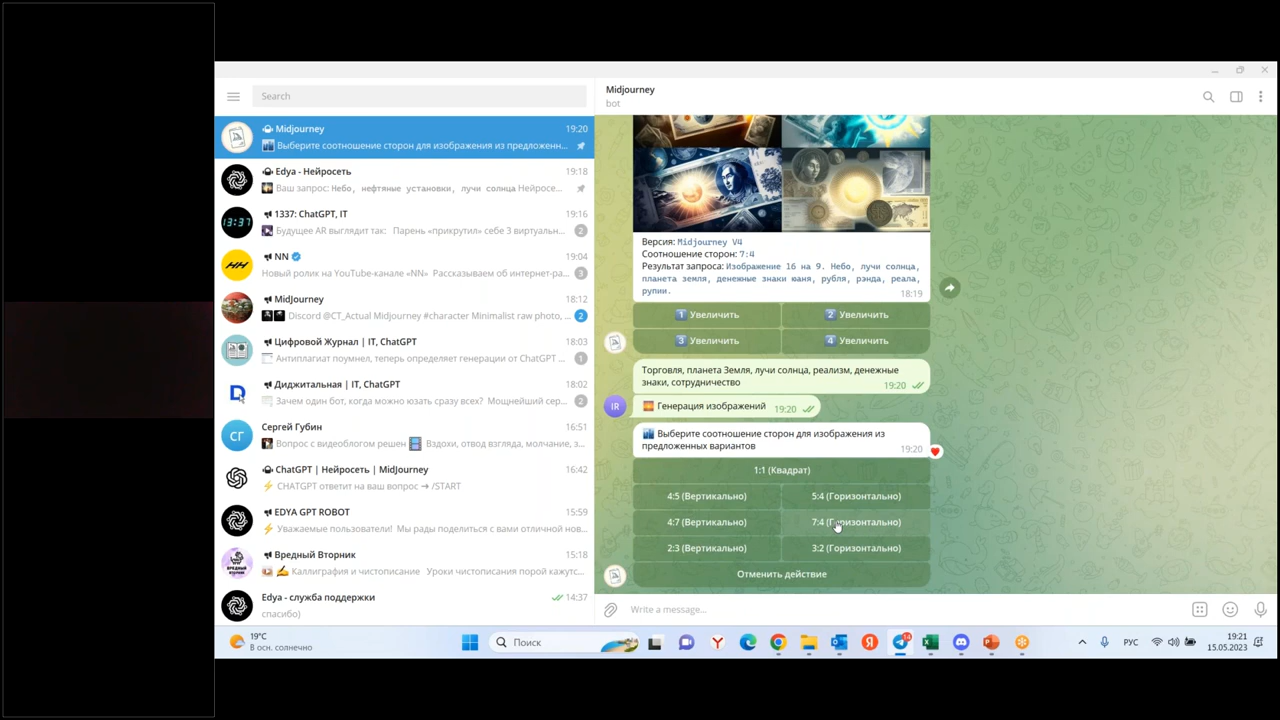 Search
Midjourney
19:20
Выберите соотношение сторон для изображения из предложенн...
Edya - Нейросеть
19:18
Ваш запрос: Небо, нефтяные установки, лучи солнца Нейросе...
13:37
1337: ChatGPT, IT
19:16
Будущее AR выглядит так: Парень «прикрутил» себе 3 виртуальн...
2
NN
19:04
Новый ролик на YouTube-канале «NN» Рассказываем об интернет-ра...
3
MidJourney
18:12
Discord @CT_Actual Midjourney #character Minimalist raw photo, ...
2
Цифровой Журнал | IT, ChatGPT
18:03
Антиплагиат поумнел, теперь определяет генерации от ChatGPT ...
1
Диджитальная | IT, ChatGPT
18:02
Зачем один бот, когда можно юзать сразу всех? Мощнейший сер...
2
СГ
Сергей Губин
16:51
Вопрос с видеоблогом решен Вздохи, отвод взгляда, молчание, з...
ChatGPT | Нейросеть | MidJourney
16:42
CHATGPT ответит на ваш вопрос ➔ /START
EDYA GPT ROBOT
15:59
Уважаемые пользователи! Мы рады поделиться с вами отличной нов...
ВРЕДНЫЙ ВТОРНИК
Вредный Вторник
15:18
Каллиграфия и чистописание Уроки чистописания порой кажутс...
Edya - служба поддержки
14:37
спасибо)
Midjourney
bot
Версия: Midjourney V4
Соотношение сторон: 7:4
Результат запроса: Изображение 16 на 9. Небо, лучи солнца,
планета земля, денежные знаки юаня, рубля, рэнда, реала,
рупии.
18:19
1 Увеличить
2 Увеличить
3 Увеличить
4 Увеличить
Торговля, планета Земля, лучи солнца, реализм, денежные
знаки, сотрудничество
19:20
IR
Генерация изображений
19:20
Выберите соотношение сторон для изображения из
предложенных вариантов
19:20
1:1 (Квадрат)
4:5 (Вертикально)
5:4 (Горизонтально)
4:7 (Вертикально)
7:4 (Горизонтально)
2:3 (Вертикально)
3:2 (Горизонтально)
Отменить действие
Write a message...
19°C
В осн. солнечно
Поиск
14
РУС
19:21
15.05.2023